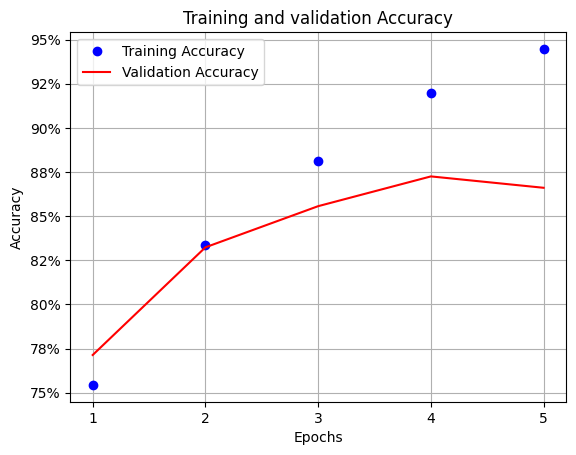 Training and validation Accuracy
Training Accuracy
Validation Accuracy
95%
92%
90%
88%
85%
82%
80%
78%
75%
Accuracy
1 2 3 4 5
Epochs